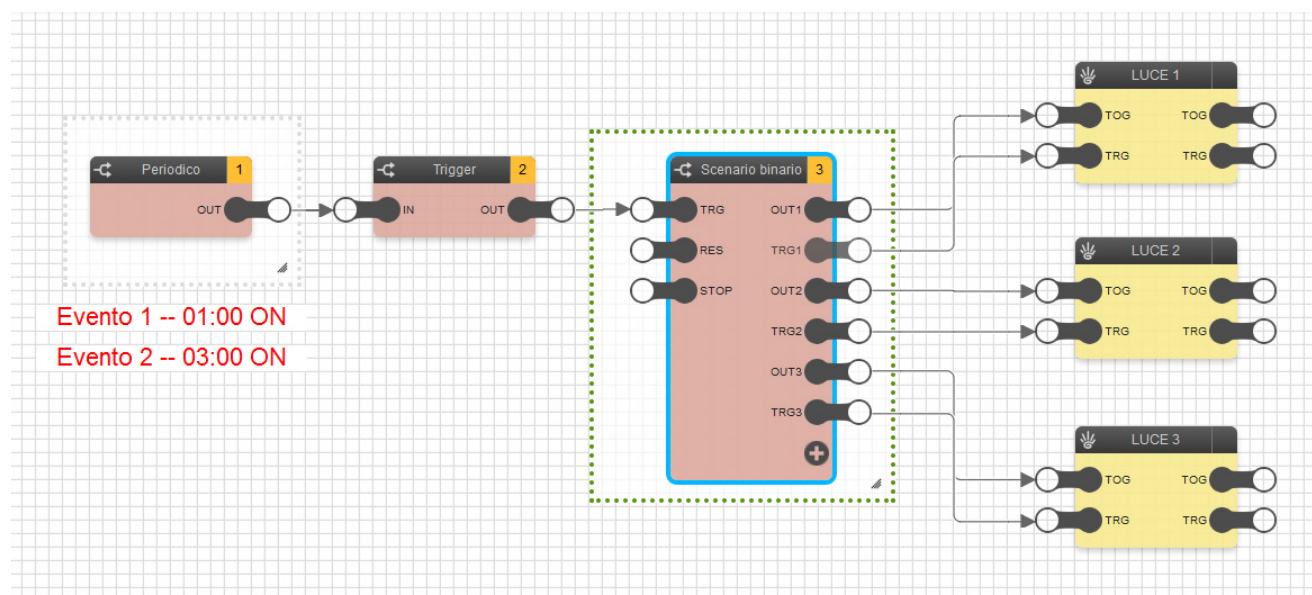 Periodico 1
OUT
Evento 1 -- 01:00 ON
Evento 2 -- 03:00 ON
Trigger 2
IN OUT
Scenario binario 3
TRG OUT1
RES TRG1
STOP OUT2
TRG2
OUT3
TRG3
LUCE 1
TOG TOG
TRG TRG
LUCE 2
TOG TOG
TRG TRG
LUCE 3
TOG TOG
TRG TRG